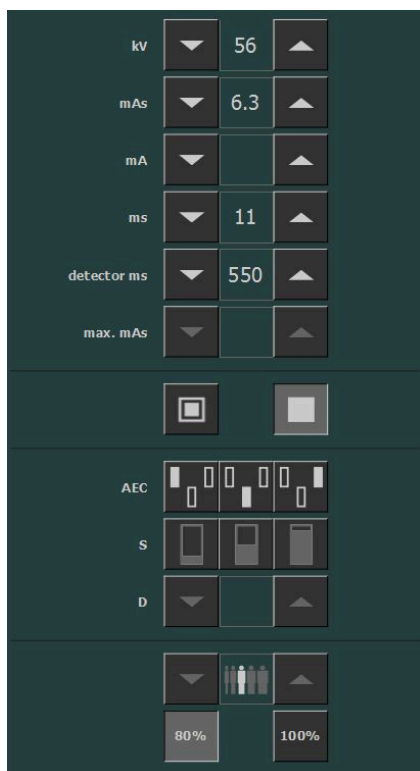 kV 56
mAs 6.3
mA
ms 11
detector ms 550
max. mAs
AEC
S
D
80% 100%